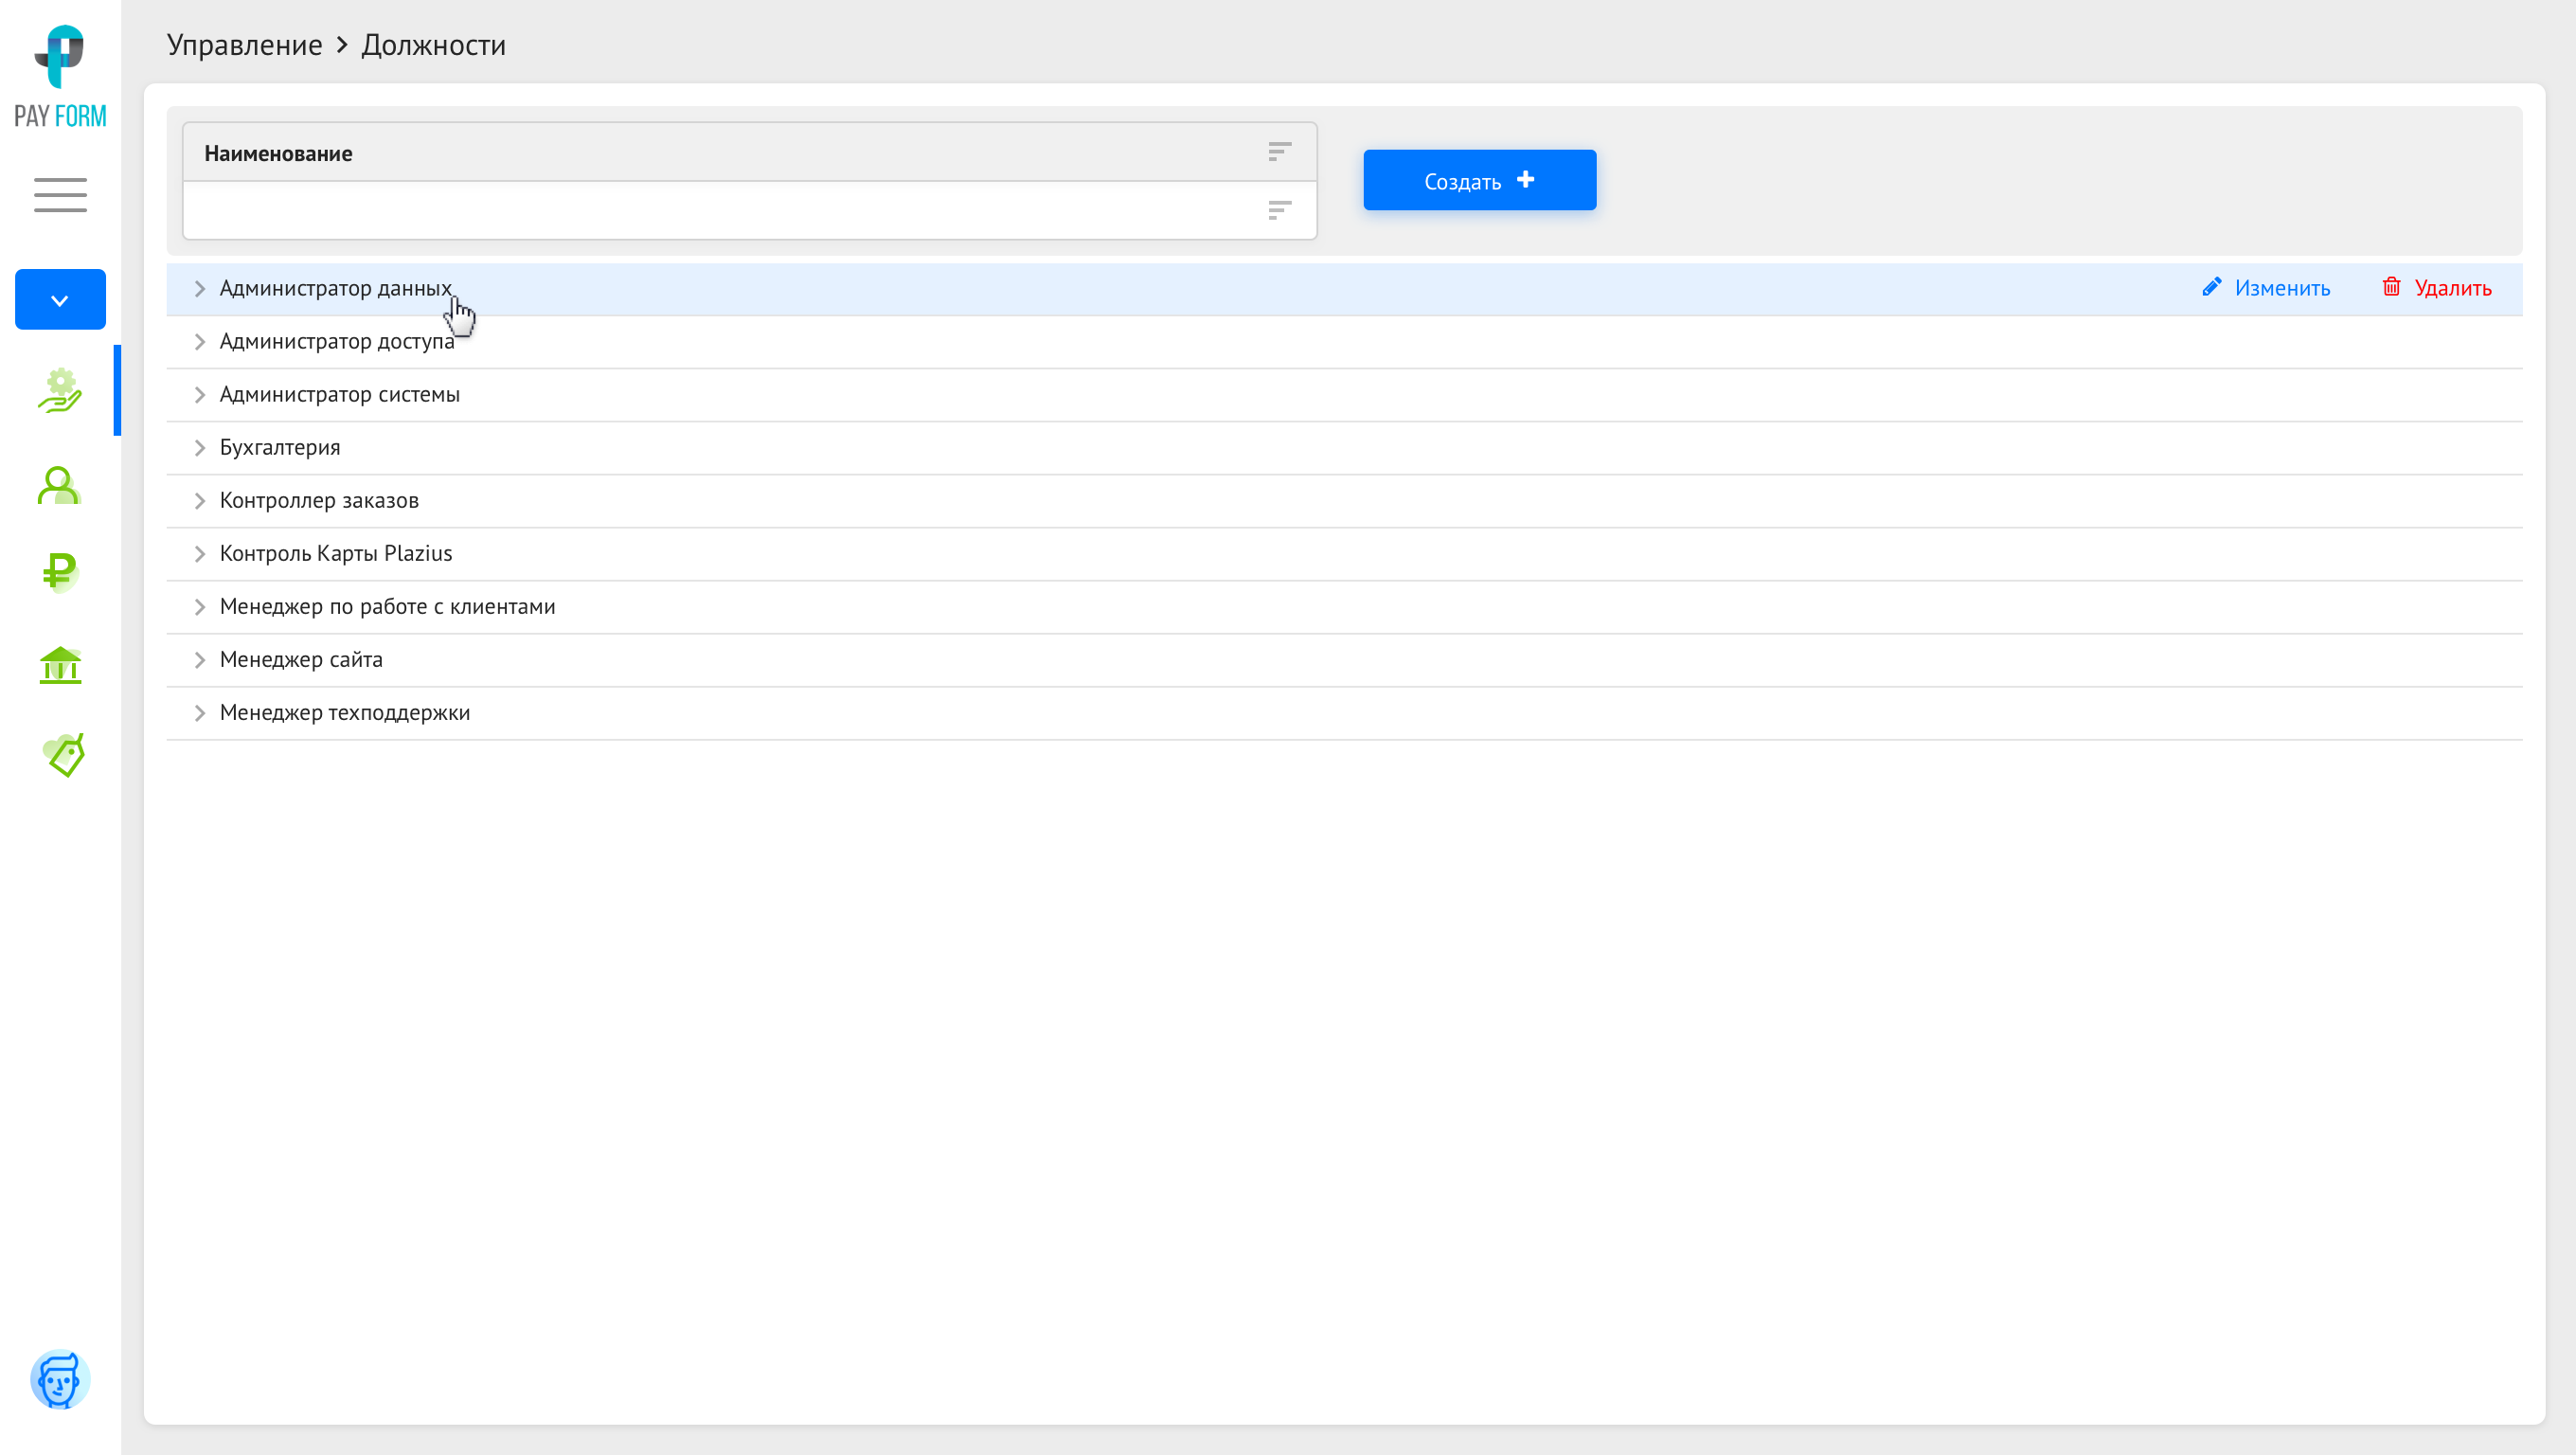 PAY FORM
Управление > Должности
Наименование
Создать
Администратор данных
Изменить
Удалить
Администратор доступа
Администратор системы
Бухгалтерия
Контроллер заказов
Контроль Карты Plazius
Менеджер по работе с клиентами
Менеджер сайта
Менеджер техподдержки